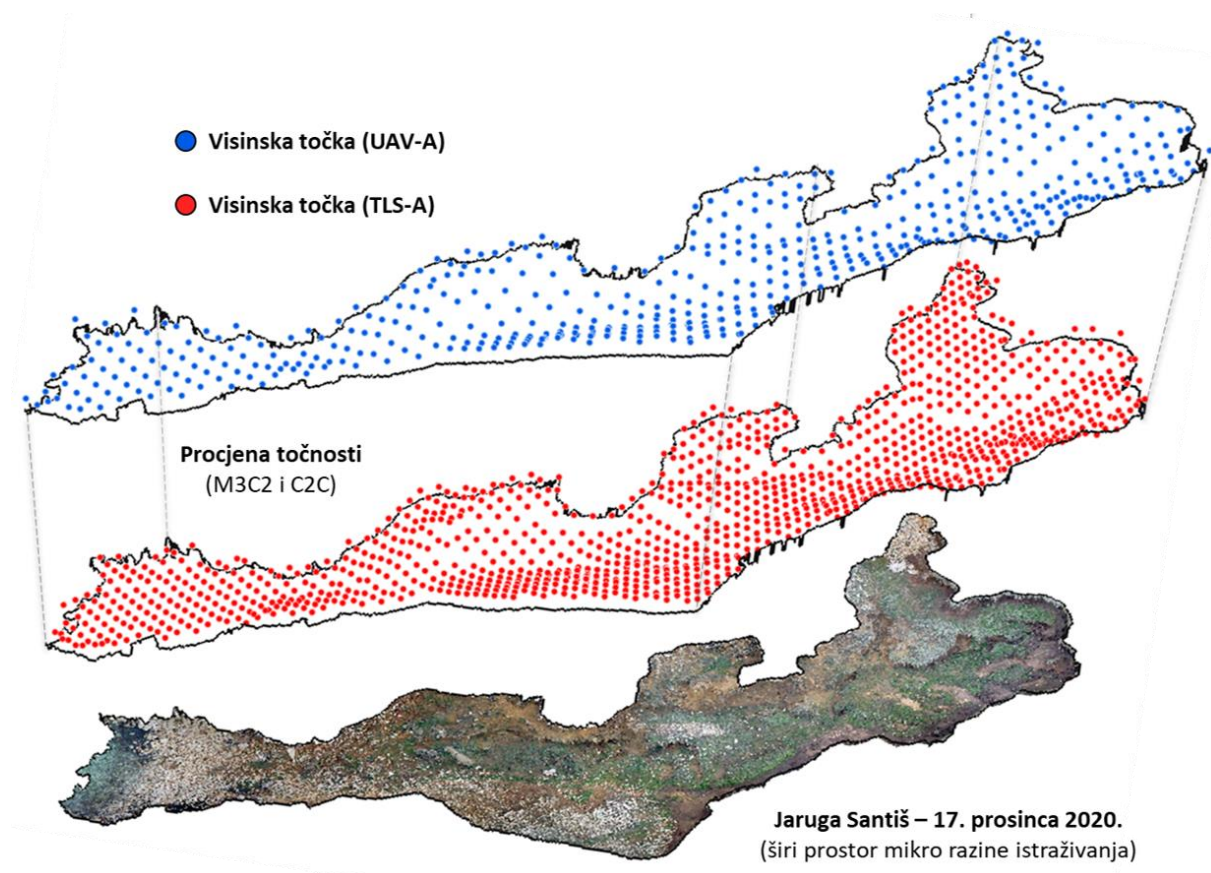 Visinska točka (UAV-A)
Visinska točka (TLS-A)
Procjena točnosti
(M3C2 i C2C)
Jaruga Santiš – 17. prosinca 2020.
(širi prostor mikro razine istraživanja)